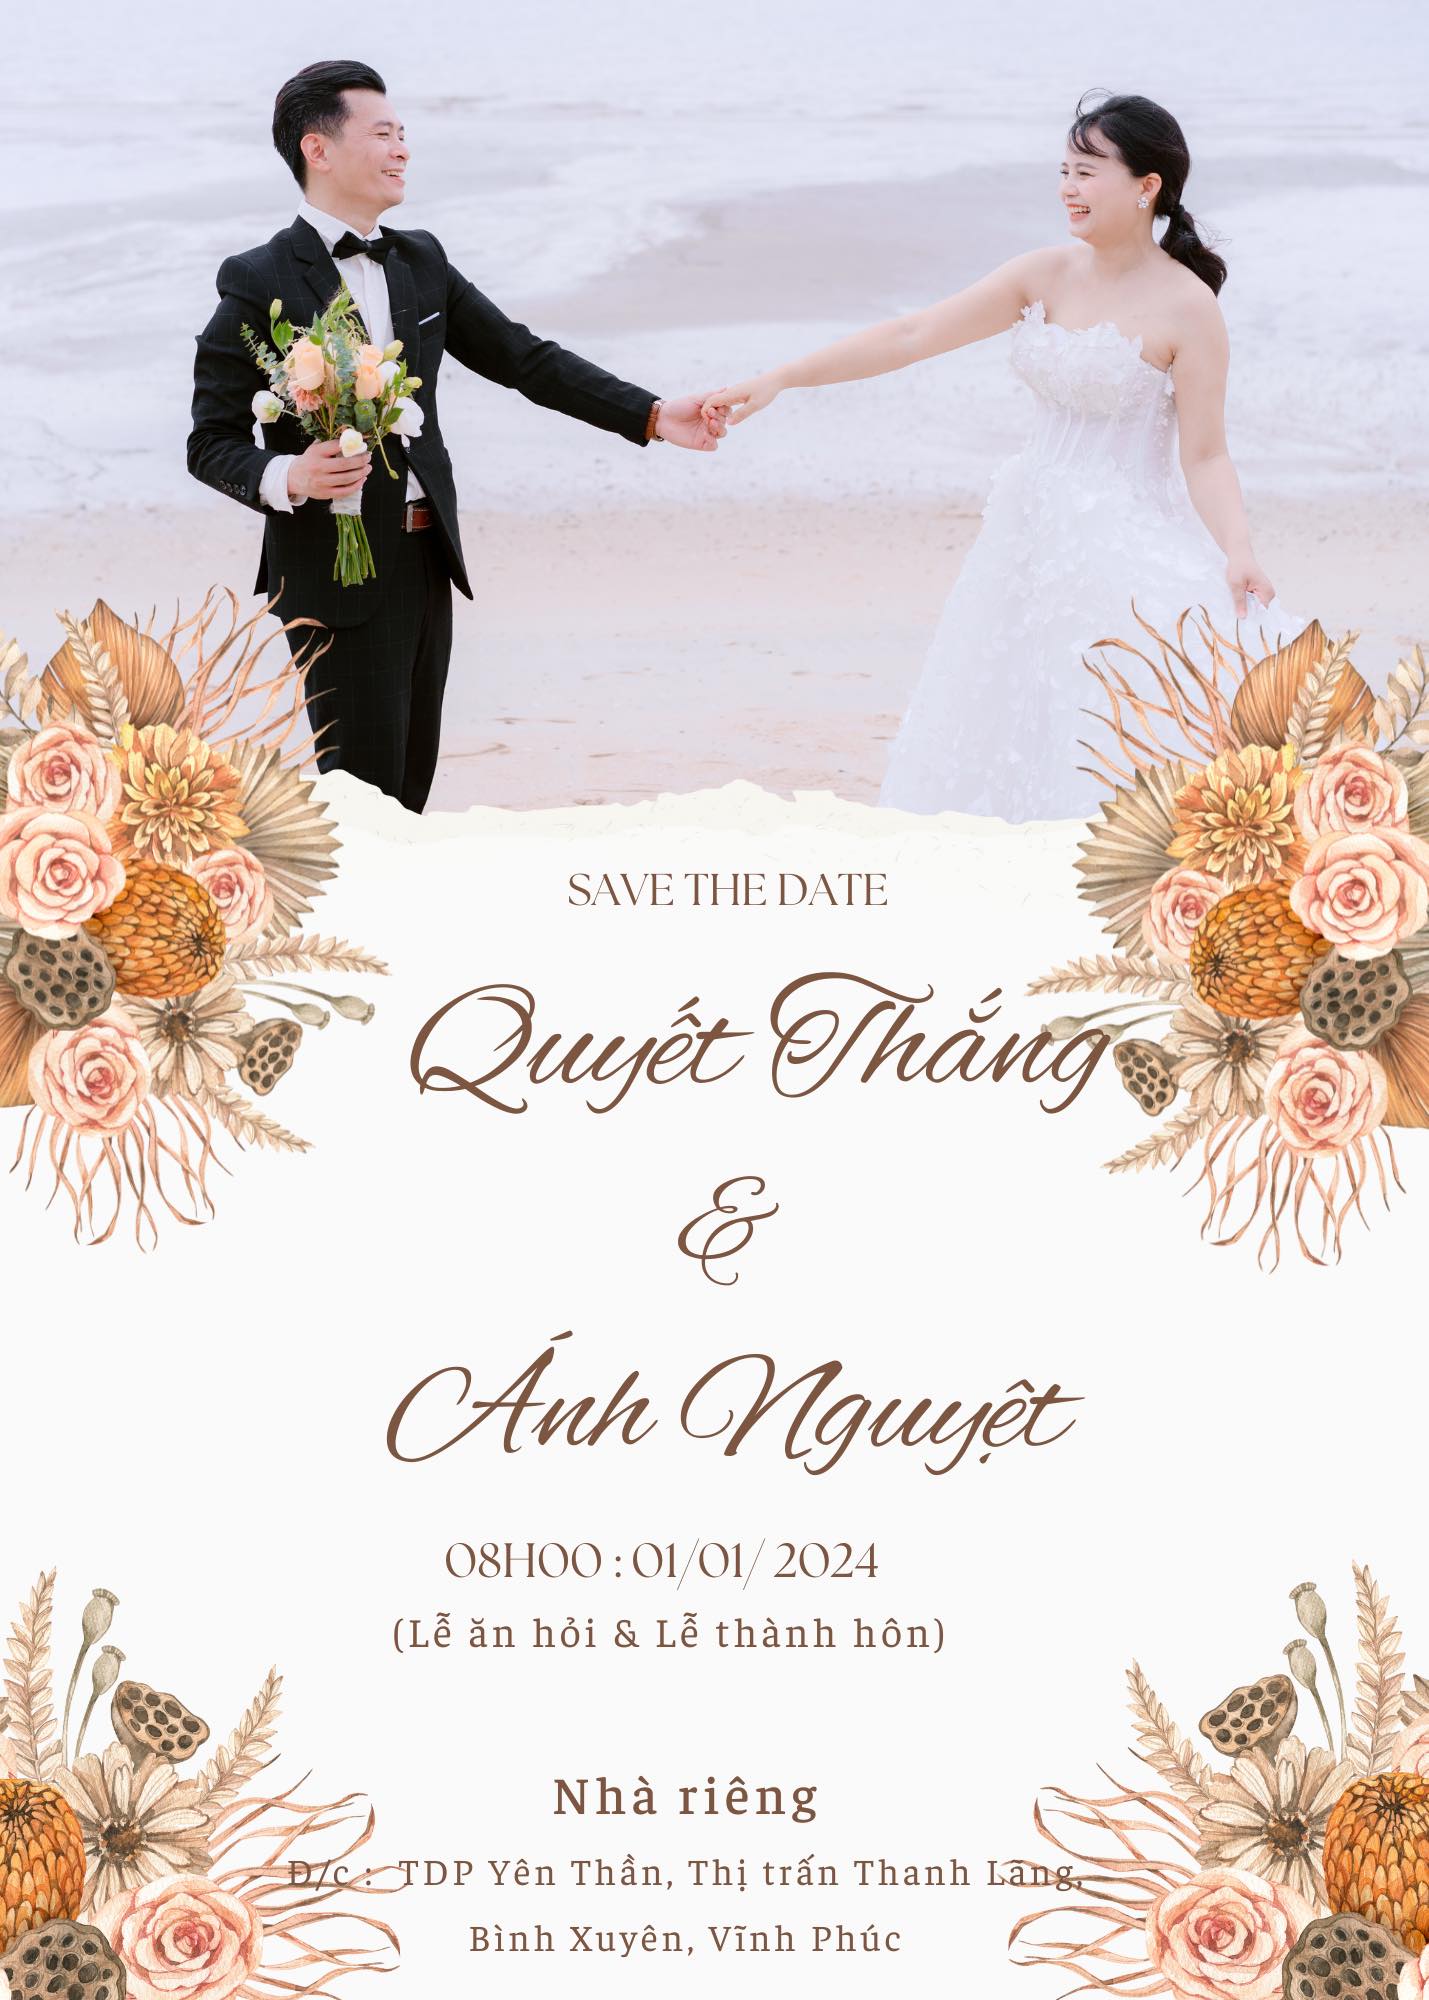 SAVE THE DATE
Quyết Thắng
&
Ánh Nguyệt
08H00 : 01/01/ 2024
(Lễ ăn hỏi & Lễ thành hôn)
Nhà riêng
Đ/c : TDP Yên Thần, Thị trấn Thanh Lãng,
Bình Xuyên, Vĩnh Phúc